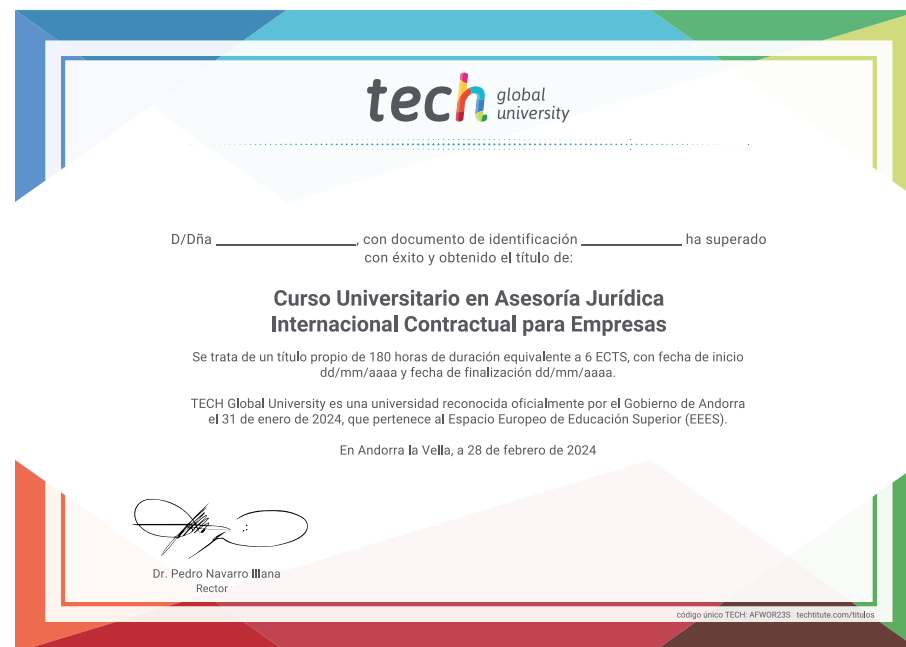 tech global university
D/Dña ________________, con documento de identificación ____________ ha superado
con éxito y obtenido el título de:
Curso Universitario en Asesoría Jurídica
Internacional Contractual para Empresas
Se trata de un título propio de 180 horas de duración equivalente a 6 ECTS, con fecha de inicio
dd/mm/aaaa y fecha de finalización dd/mm/aaaa.
TECH Global University es una universidad reconocida oficialmente por el Gobierno de Andorra
el 31 de enero de 2024, que pertenece al Espacio Europeo de Educación Superior (EEES).
En Andorra la Vella, a 28 de febrero de 2024
Dr. Pedro Navarro Illana
Rector
código único TECH: AFWOR23S techtitute.com/titulos